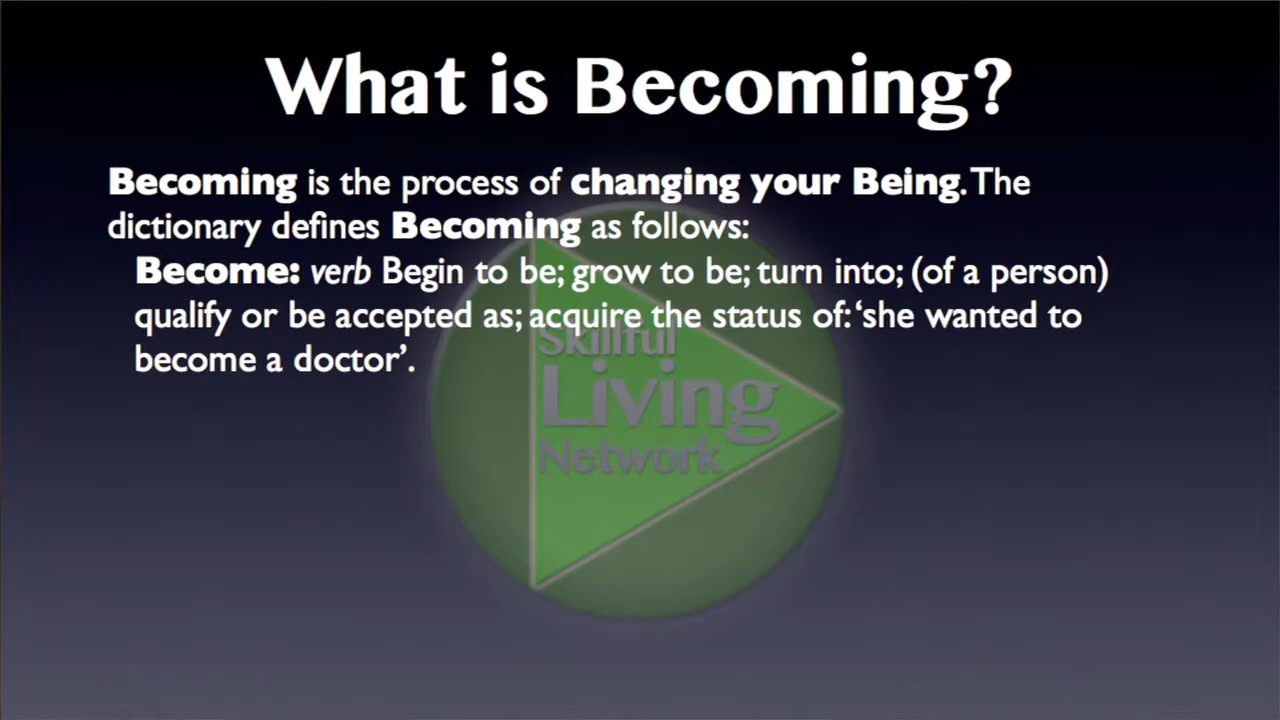 What is Becoming?
Becoming is the process of changing your Being. The
dictionary defines Becoming as follows:
Become: verb Begin to be; grow to be; turn into; (of a person)
qualify or be accepted as; acquire the status of: ‘she wanted to
become a doctor’.
Skillful
Living
Network